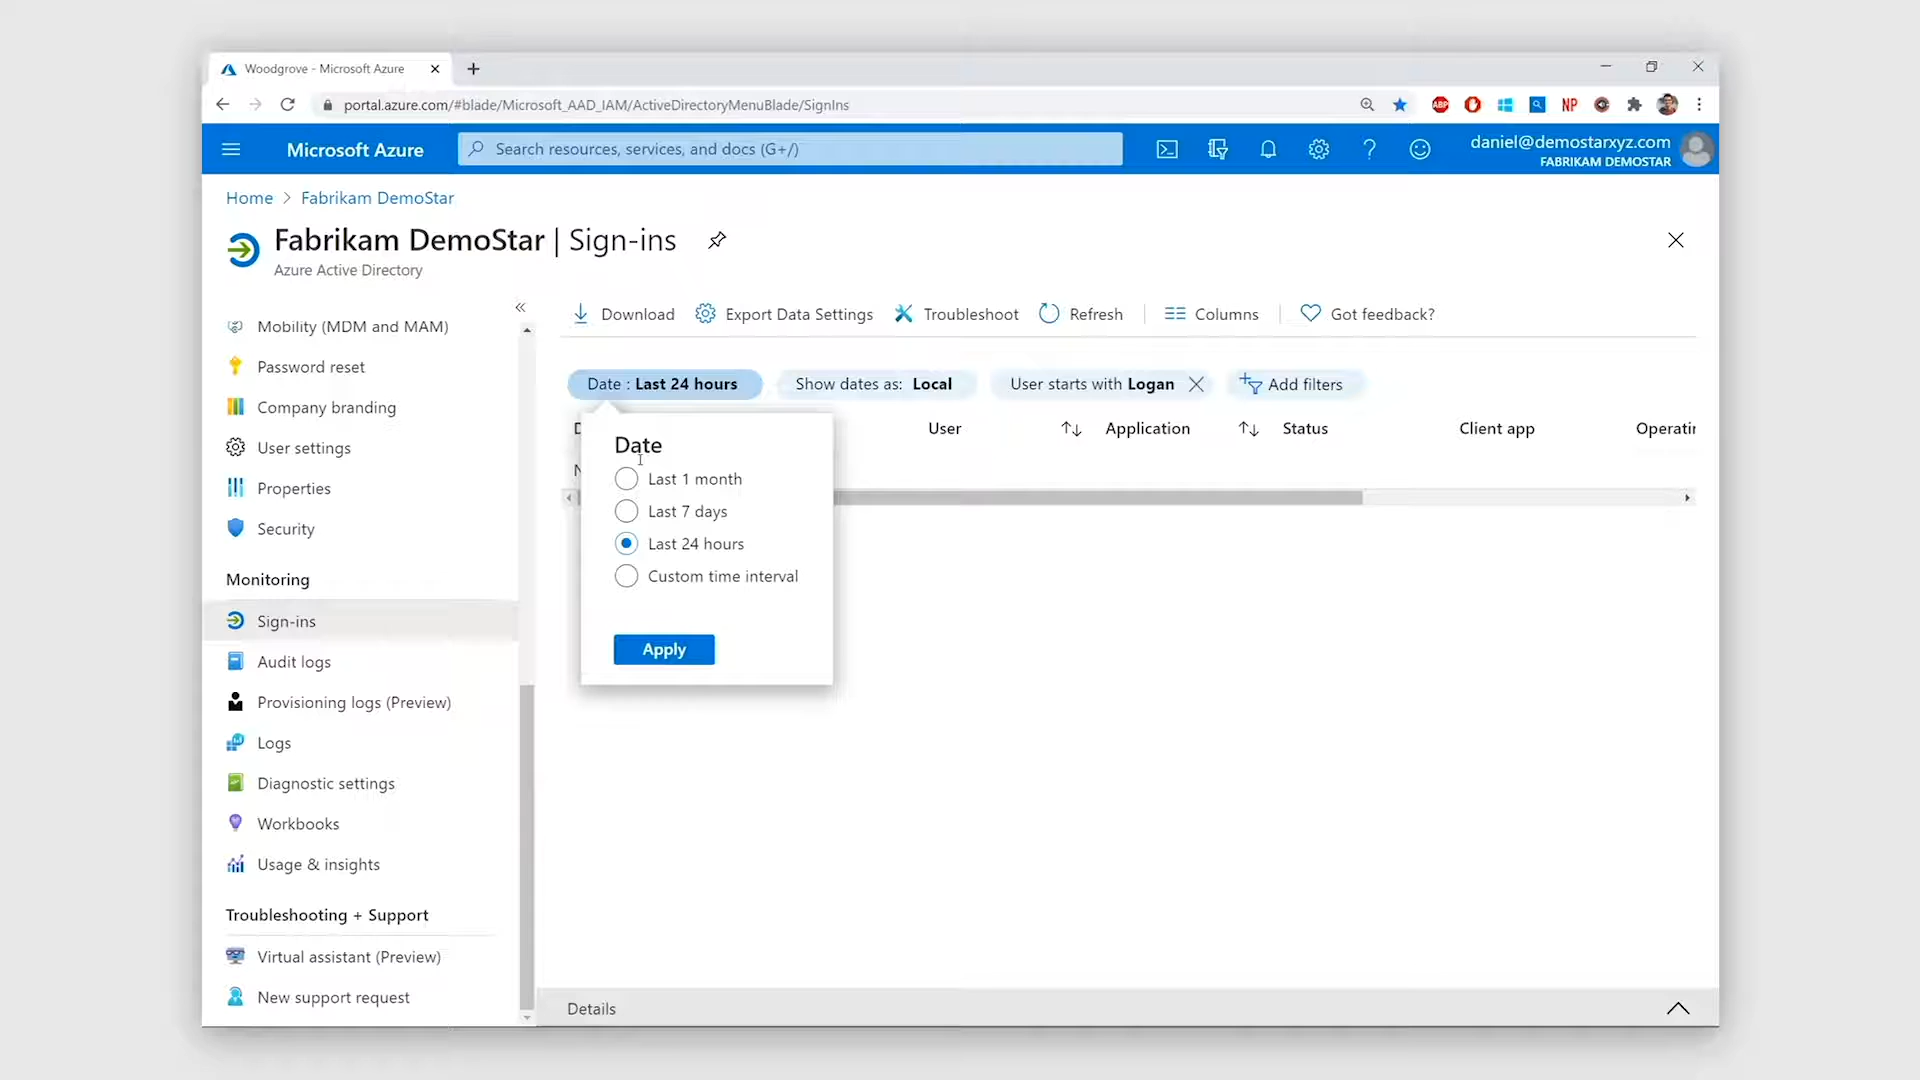 Woodgrove - Microsoft Azure
portal.azure.com/#blade/Microsoft_AAD_IAM/ActiveDirectoryMenuBlade/SignIns
ABP
NP
Microsoft Azure
Search resources, services, and docs (G+/)
daniel@demostarxyz.com
FABRIKAM DEMOSTAR
Home > Fabrikam DemoStar
Fabrikam DemoStar | Sign-ins
Azure Active Directory
Download
Export Data Settings
Troubleshoot
Refresh
Columns
Got feedback?
Mobility (MDM and MAM)
Password reset
Company branding
User settings
Properties
Security
Monitoring
Sign-ins
Audit logs
Provisioning logs (Preview)
Logs
Diagnostic settings
Workbooks
Usage & insights
Troubleshooting + Support
Virtual assistant (Preview)
New support request
Date : Last 24 hours
Show dates as: Local
User starts with Logan
Add filters
User
Application
Status
Client app
Operatin
Date
Last 1 month
Last 7 days
Last 24 hours
Custom time interval
Apply
Details